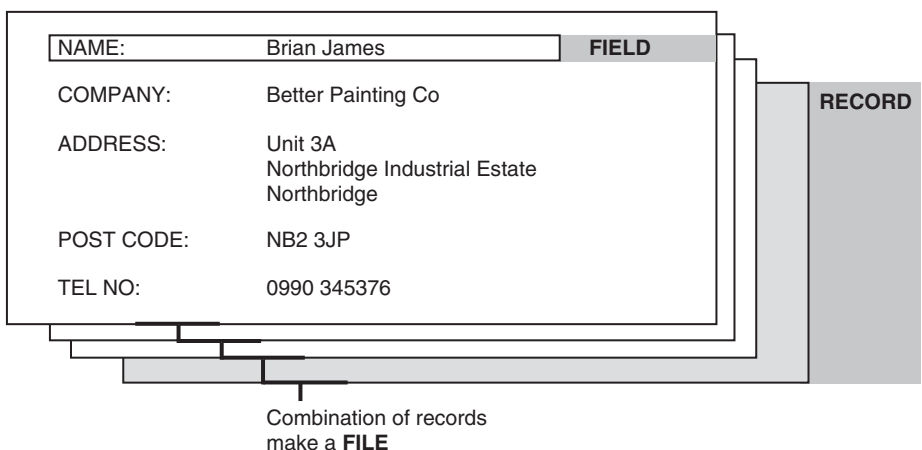 NAME: Brian James FIELD
COMPANY: Better Painting Co
RECORD
ADDRESS: Unit 3A
Northbridge Industrial Estate
Northbridge
POST CODE: NB2 3JP
TEL NO: 0990 345376
Combination of records
make a FILE